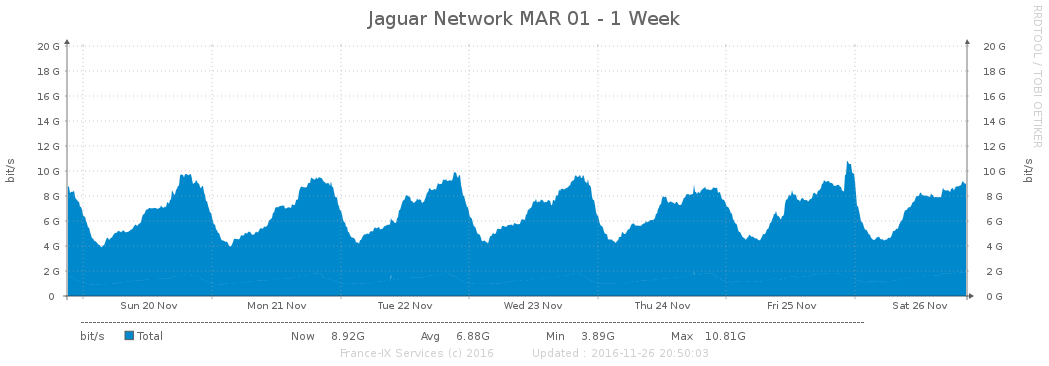 Jaguar Network MAR 01 - 1 Week
RRDTOOL / TOBI OETIKER
bit/s
20 G 20 G
18 G 18 G
16 G 16 G
14 G 14 G
12 G 12 G
10 G 10 G
8 G 8 G
6 G 6 G
4 G 4 G
2 G 2 G
0 0 G
bit/s
Sun 20 Nov Mon 21 Nov Tue 22 Nov Wed 23 Nov Thu 24 Nov Fri 25 Nov Sat 26 Nov
bit/s Total Now 8.92G Avg 6.88G Min 3.89G Max 10.81G
France-IX Services (c) 2016 Updated : 2016-11-26 20:50:03